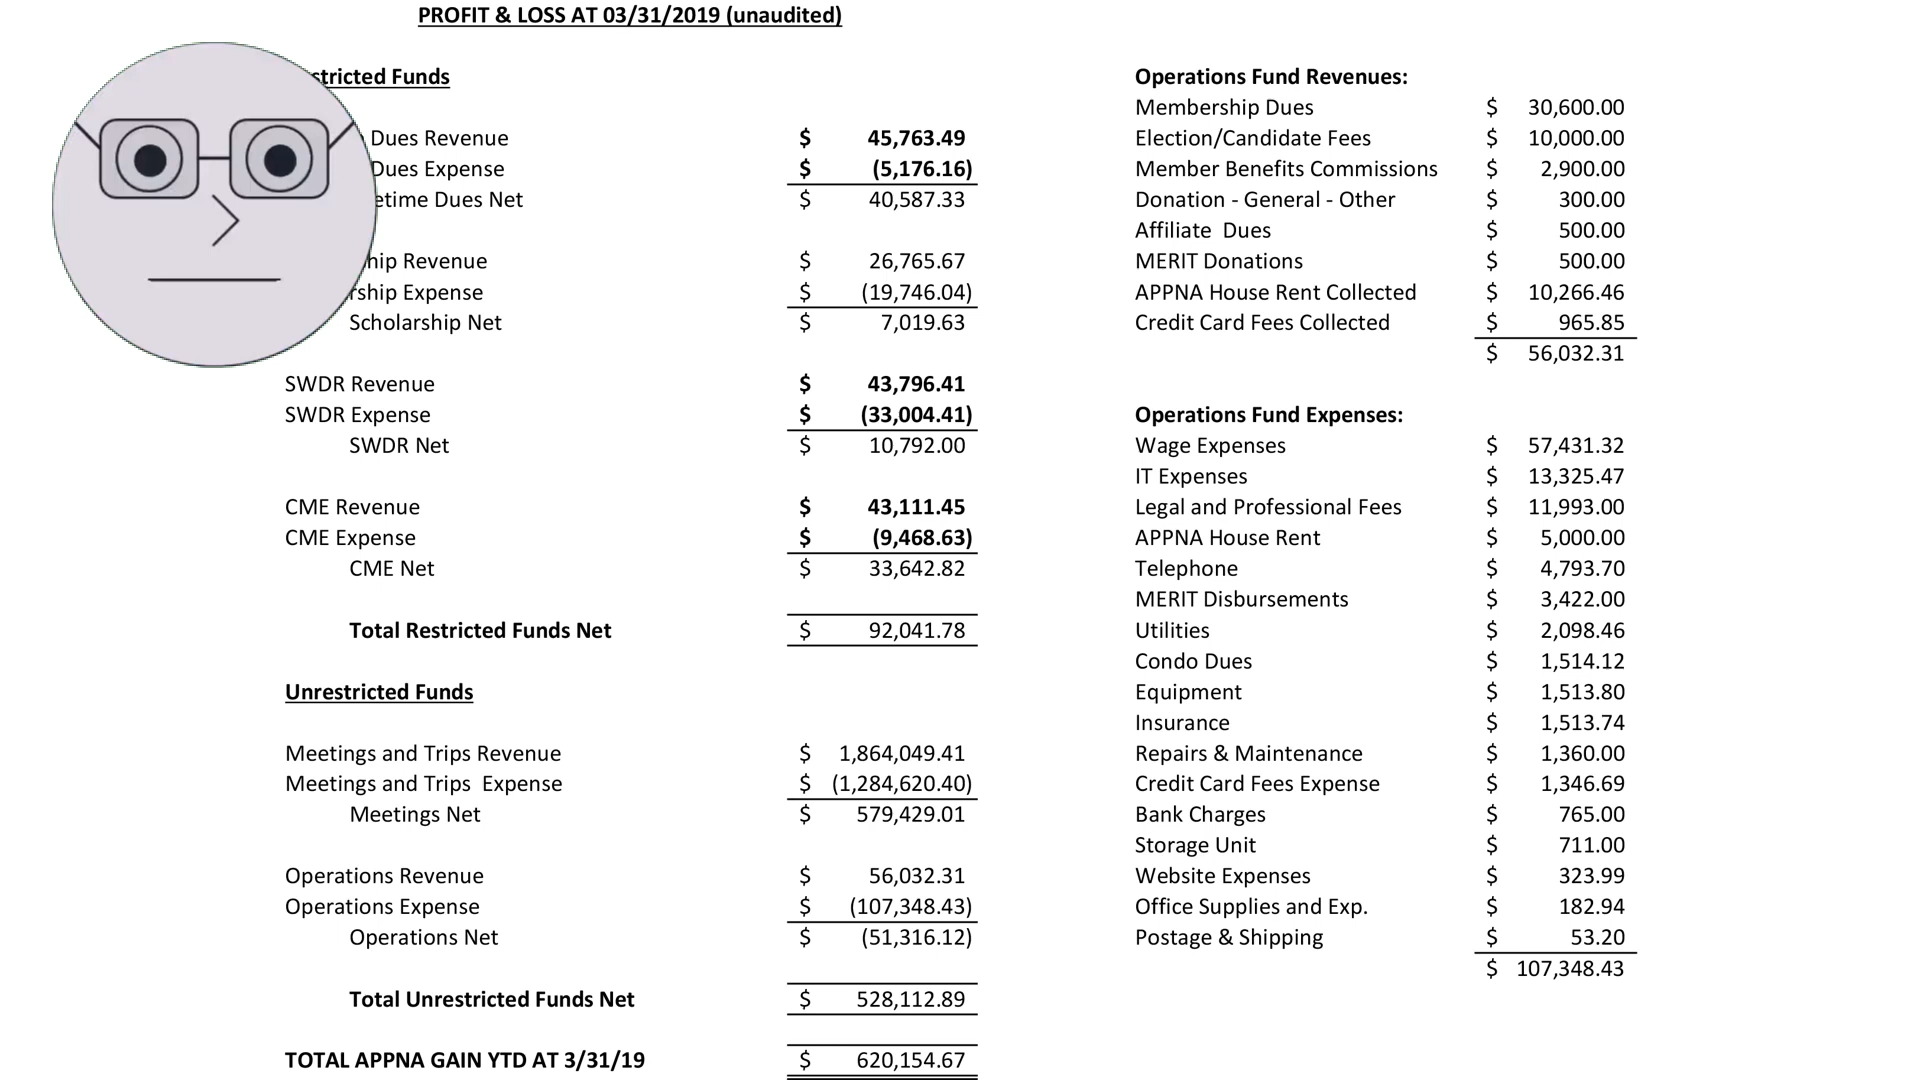 PROFIT & LOSS AT 03/31/2019 (unaudited)
stricted Funds
Dues Revenue $ 45,763.49
Dues Expense $ (5,176.16)
etime Dues Net $ 40,587.33
hip Revenue $ 26,765.67
rship Expense $ (19,746.04)
Scholarship Net $ 7,019.63
SWDR Revenue $ 43,796.41
SWDR Expense $ (33,004.41)
SWDR Net $ 10,792.00
CME Revenue $ 43,111.45
CME Expense $ (9,468.63)
CME Net $ 33,642.82
Total Restricted Funds Net $ 92,041.78
Unrestricted Funds
Meetings and Trips Revenue $ 1,864,049.41
Meetings and Trips Expense $ (1,284,620.40)
Meetings Net $ 579,429.01
Operations Revenue $ 56,032.31
Operations Expense $ (107,348.43)
Operations Net $ (51,316.12)
Total Unrestricted Funds Net $ 528,112.89
TOTAL APPNA GAIN YTD AT 3/31/19 $ 620,154.67
Operations Fund Revenues:
Membership Dues $ 30,600.00
Election/Candidate Fees $ 10,000.00
Member Benefits Commissions $ 2,900.00
Donation - General - Other $ 300.00
Affiliate Dues $ 500.00
MERIT Donations $ 500.00
APPNA House Rent Collected $ 10,266.46
Credit Card Fees Collected $ 965.85
$ 56,032.31
Operations Fund Expenses:
Wage Expenses $ 57,431.32
IT Expenses $ 13,325.47
Legal and Professional Fees $ 11,993.00
APPNA House Rent $ 5,000.00
Telephone $ 4,793.70
MERIT Disbursements $ 3,422.00
Utilities $ 2,098.46
Condo Dues $ 1,514.12
Equipment $ 1,513.80
Insurance $ 1,513.74
Repairs & Maintenance $ 1,360.00
Credit Card Fees Expense $ 1,346.69
Bank Charges $ 765.00
Storage Unit $ 711.00
Website Expenses $ 323.99
Office Supplies and Exp. $ 182.94
Postage & Shipping $ 53.20
$ 107,348.43